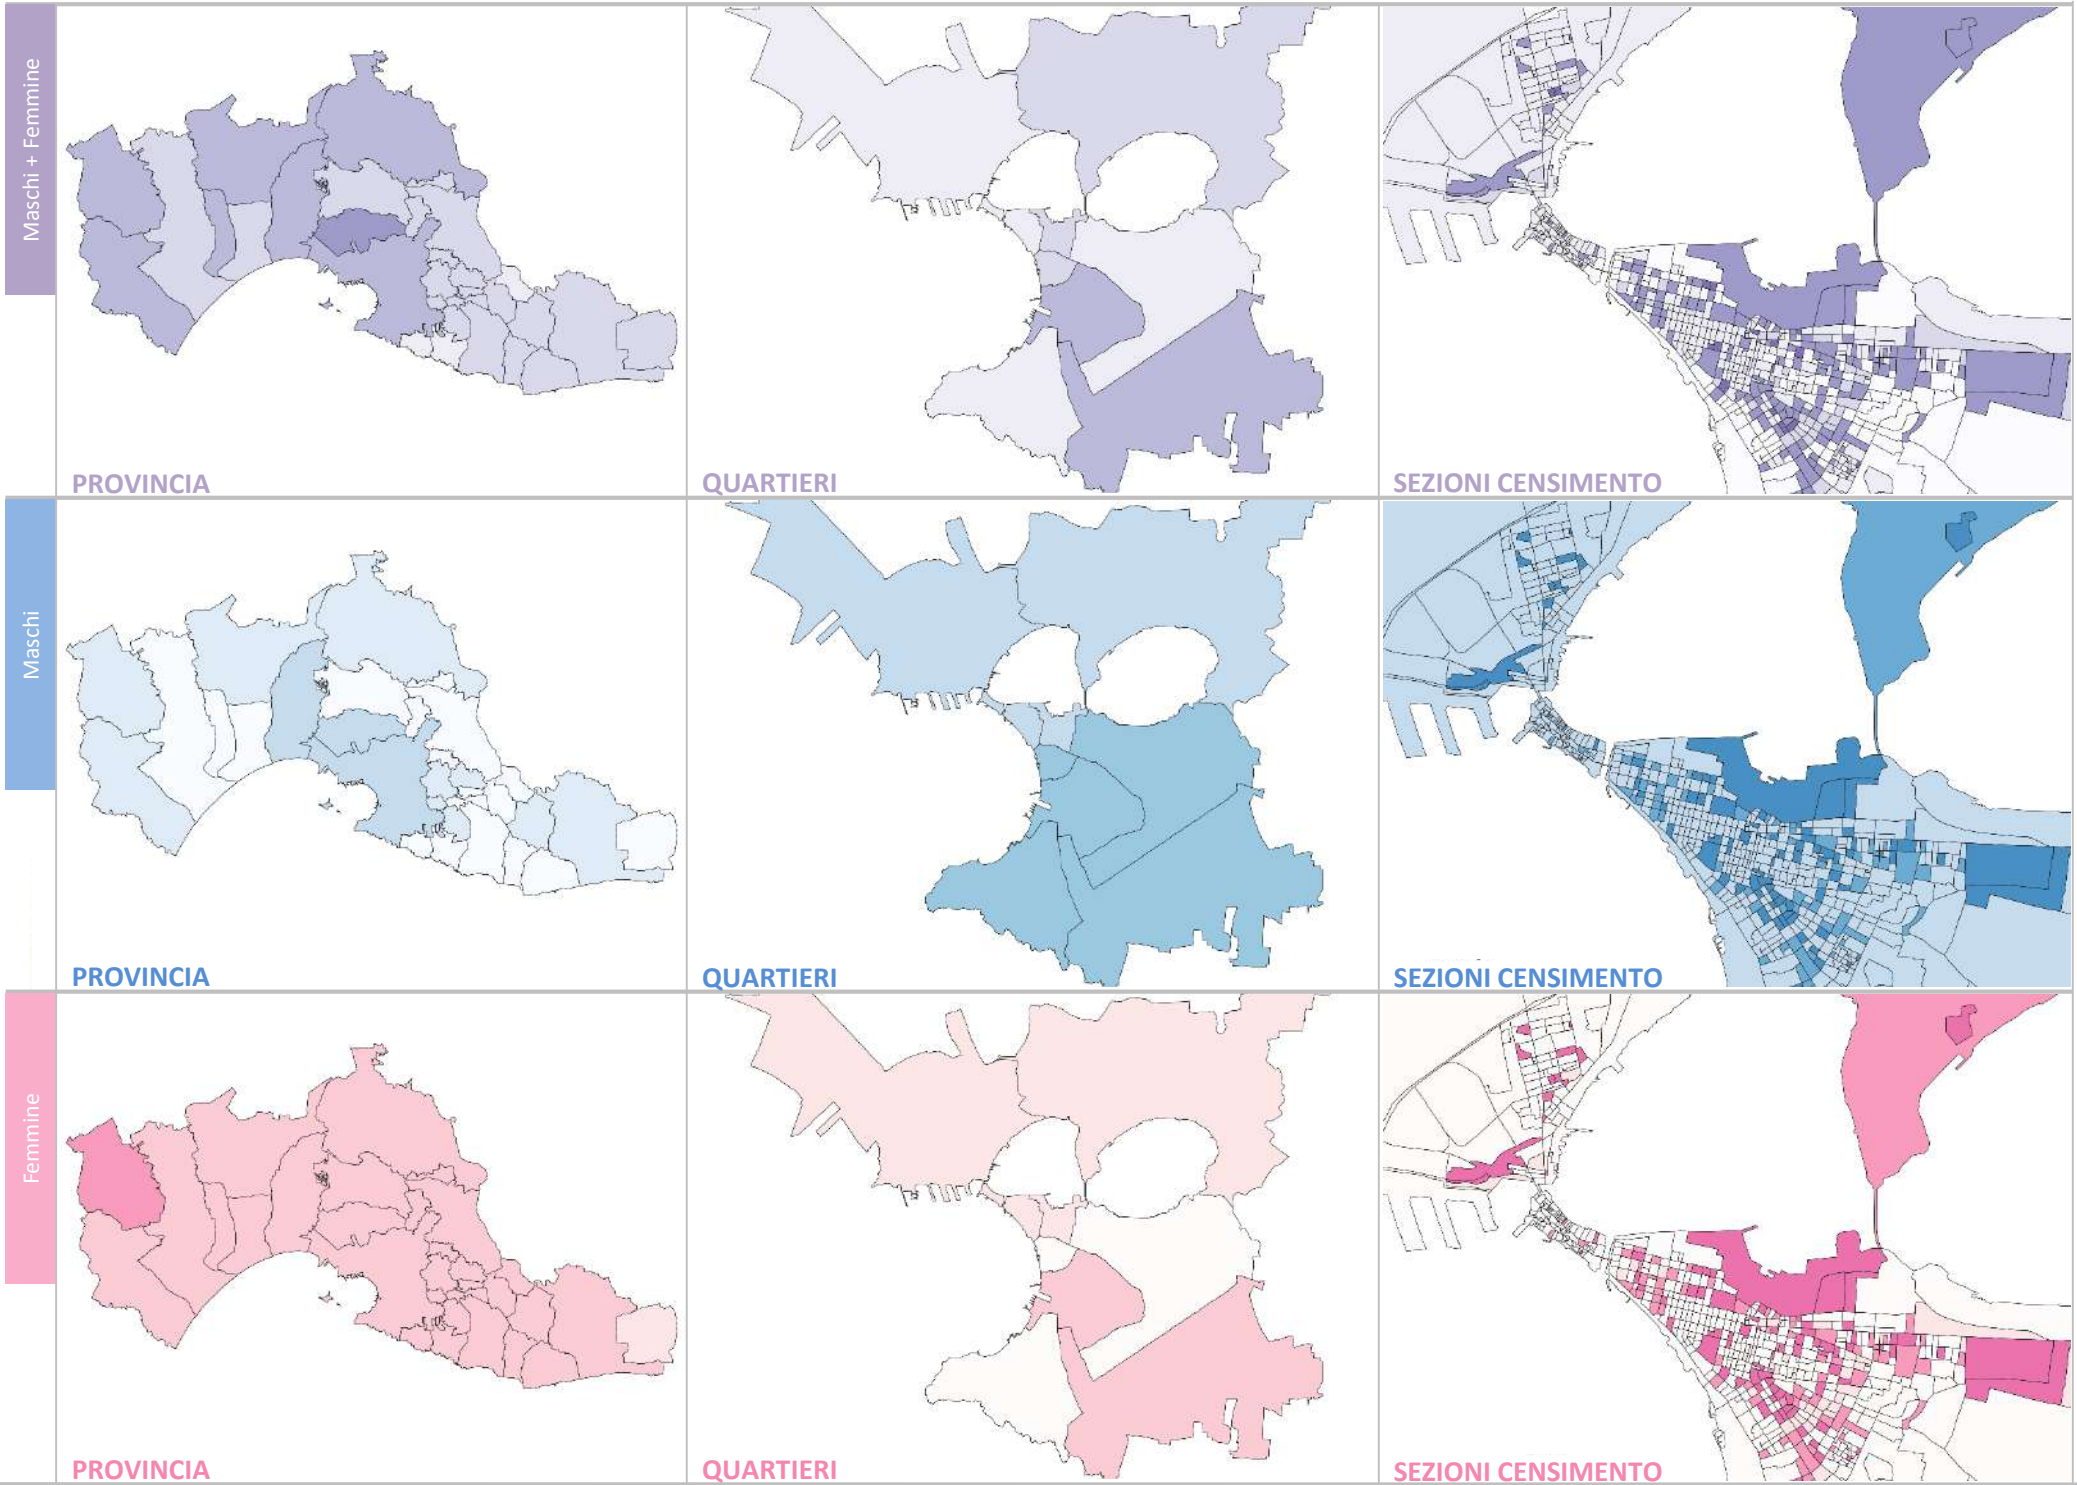 Maschi + Femmine
PROVINCIA
QUARTIERI
SEZIONI CENSIMENTO
Maschi
PROVINCIA
QUARTIERI
SEZIONI CENSIMENTO
Femmine
PROVINCIA
QUARTIERI
SEZIONI CENSIMENTO